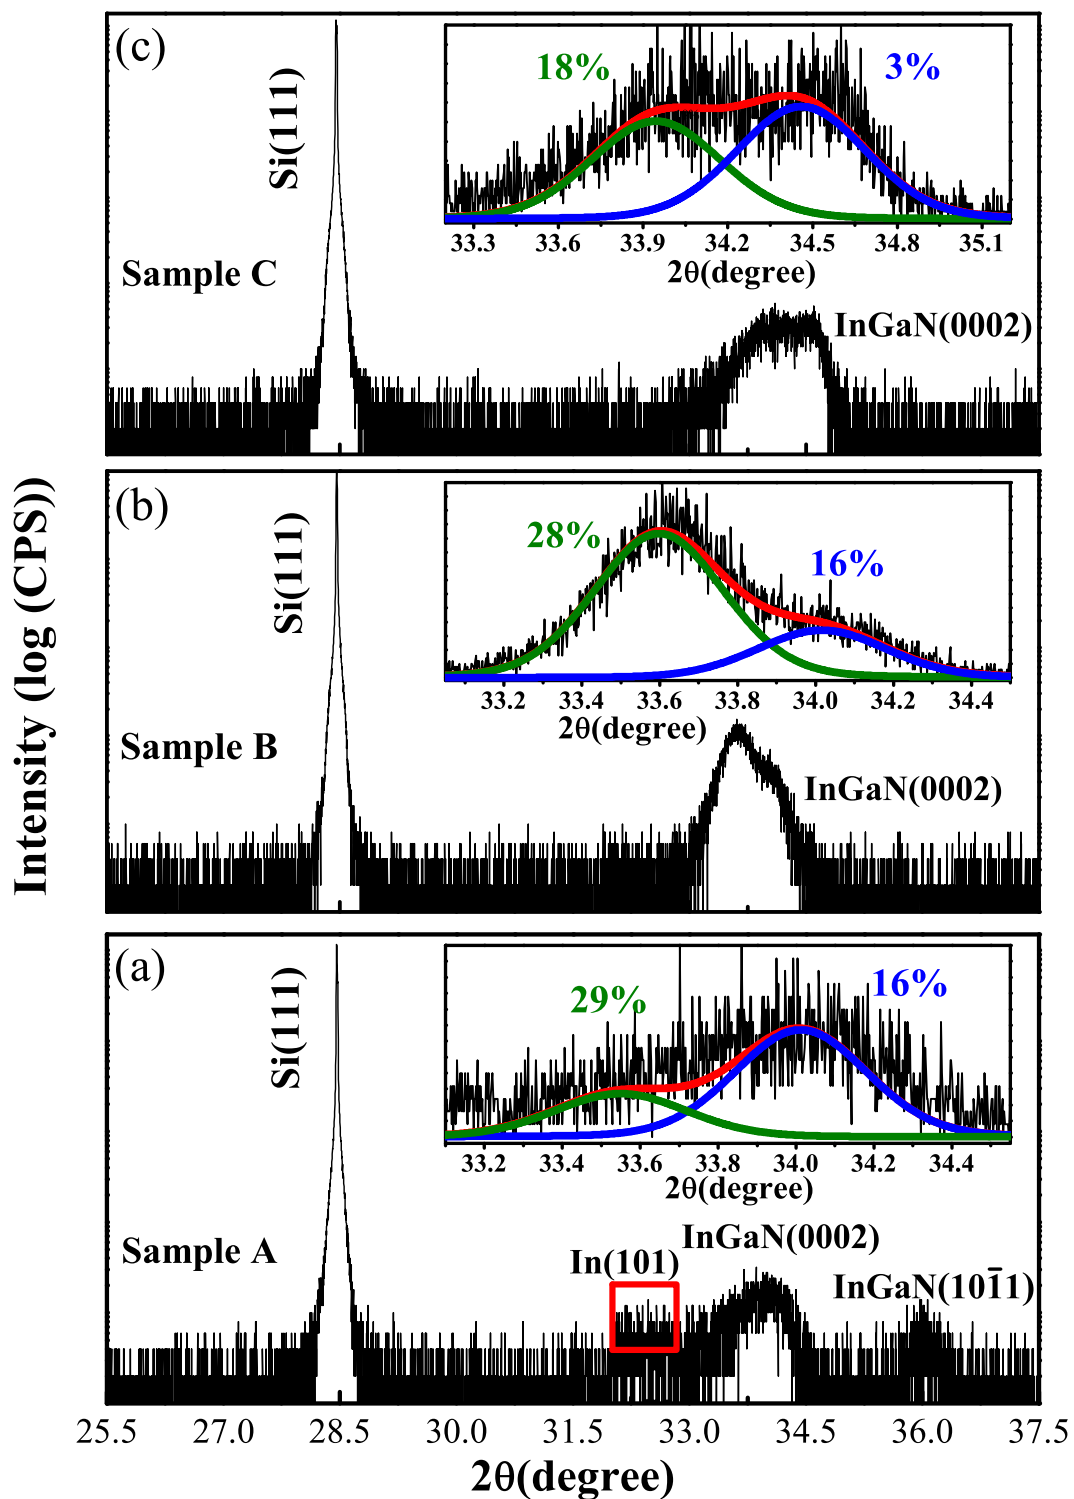 Intensity (log (CPS))
(c)
Si(111)
Sample C
18%
3%
33.3 33.6 33.9 34.2 34.5 34.8 35.1
2θ(degree)
InGaN(0002)
(b)
Si(111)
Sample B
28%
16%
33.2 33.4 33.6 33.8 34.0 34.2 34.4
2θ(degree)
InGaN(0002)
(a)
Si(111)
Sample A
29%
16%
33.2 33.4 33.6 33.8 34.0 34.2 34.4
2θ(degree)
InGaN(0002)
In(101)
InGaN(101̄1)
25.5 27.0 28.5 30.0 31.5 33.0 34.5 36.0 37.5
2θ(degree)